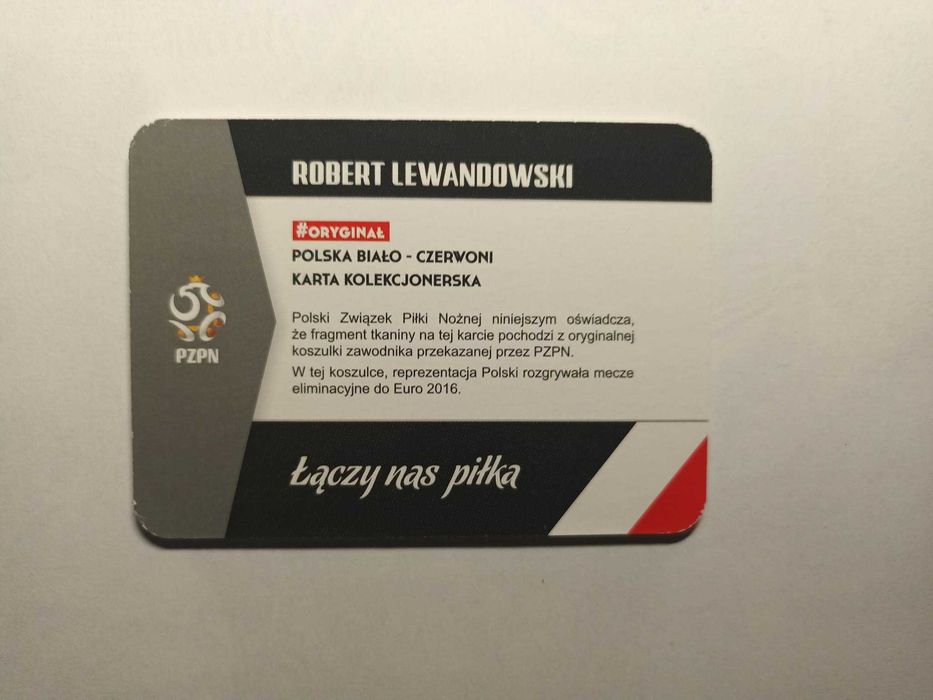 ROBERT LEWANDOWSKI
#ORYGINAŁ
POLSKA BIAŁO - CZERWONI
KARTA KOLEKCJONERSKA
Polski Związek Piłki Nożnej niniejszym oświadcza,
że fragment tkaniny na tej karcie pochodzi z oryginalnej
koszulki zawodnika przekazanej przez PZPN.
W tej koszulce, reprezentacja Polski rozgrywała mecze
eliminacyjne do Euro 2016.
PZPN
Łączy nas piłka